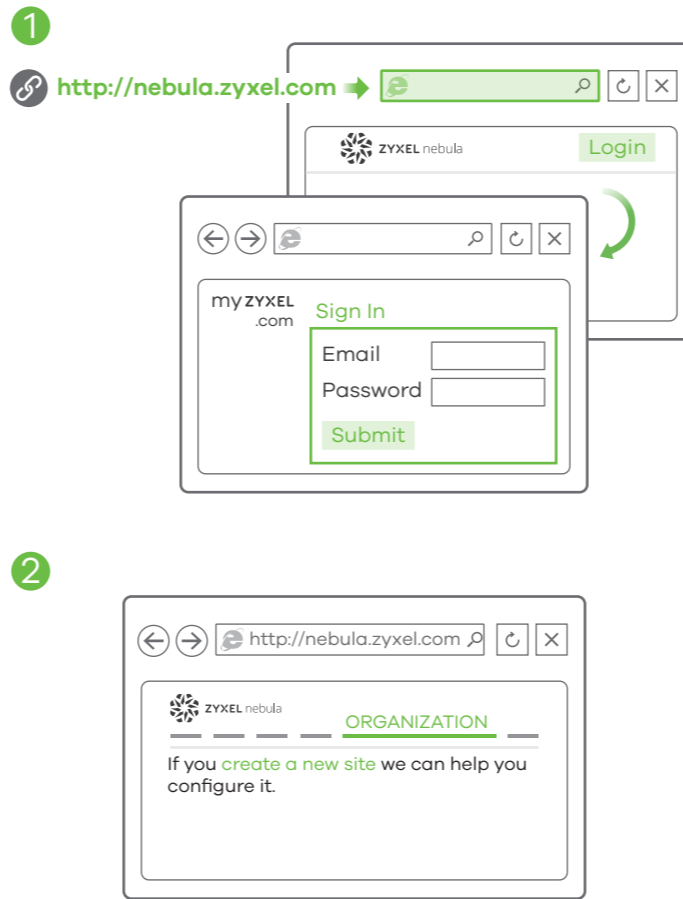 1
http://nebula.zyxel.com
ZYXEL nebula
Login
my ZYXEL
.com
Sign In
Email
Password
Submit
2
http://nebula.zyxel.com
ZYXEL nebula
ORGANIZATION
If you create a new site we can help you
configure it.